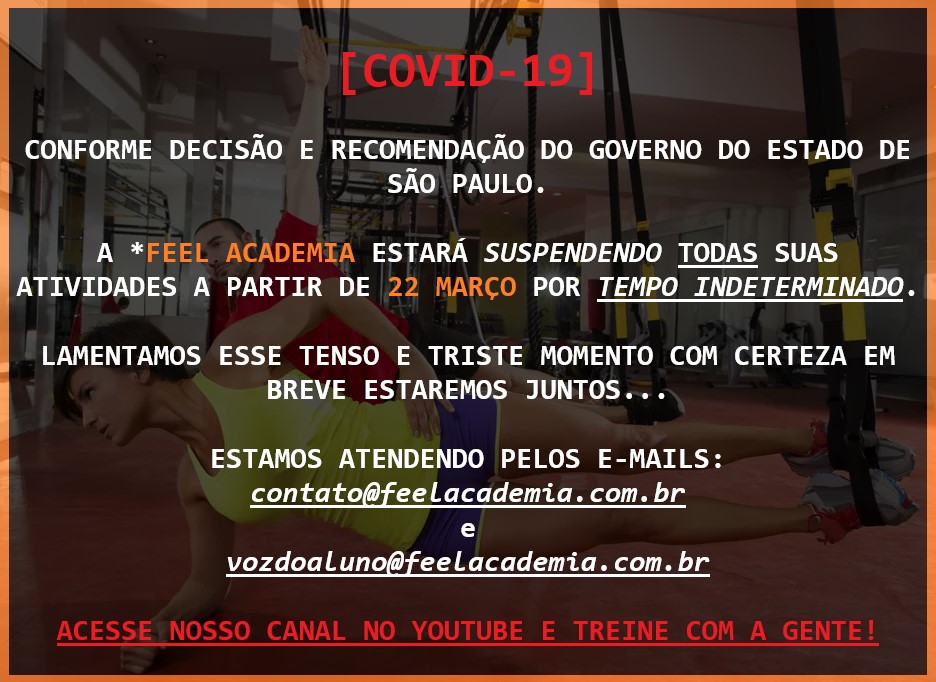 [COVID-19]
CONFORME DECISÃO E RECOMENDAÇÃO DO GOVERNO DO ESTADO DE
SÃO PAULO.
A *FEEL ACADEMIA ESTARÁ SUSPENDENDO TODAS SUAS
ATIVIDADES A PARTIR DE 22 MARÇO POR TEMPO INDETERMINADO.
LAMENTAMOS ESSE TENSO E TRISTE MOMENTO COM CERTEZA EM
BREVE ESTAREMOS JUNTOS...
ESTAMOS ATENDENDO PELOS E-MAILS:
contato@feelacademia.com.br
e
vozdoaluno@feelacademia.com.br
ACESSE NOSSO CANAL NO YOUTUBE E TREINE COM A GENTE!